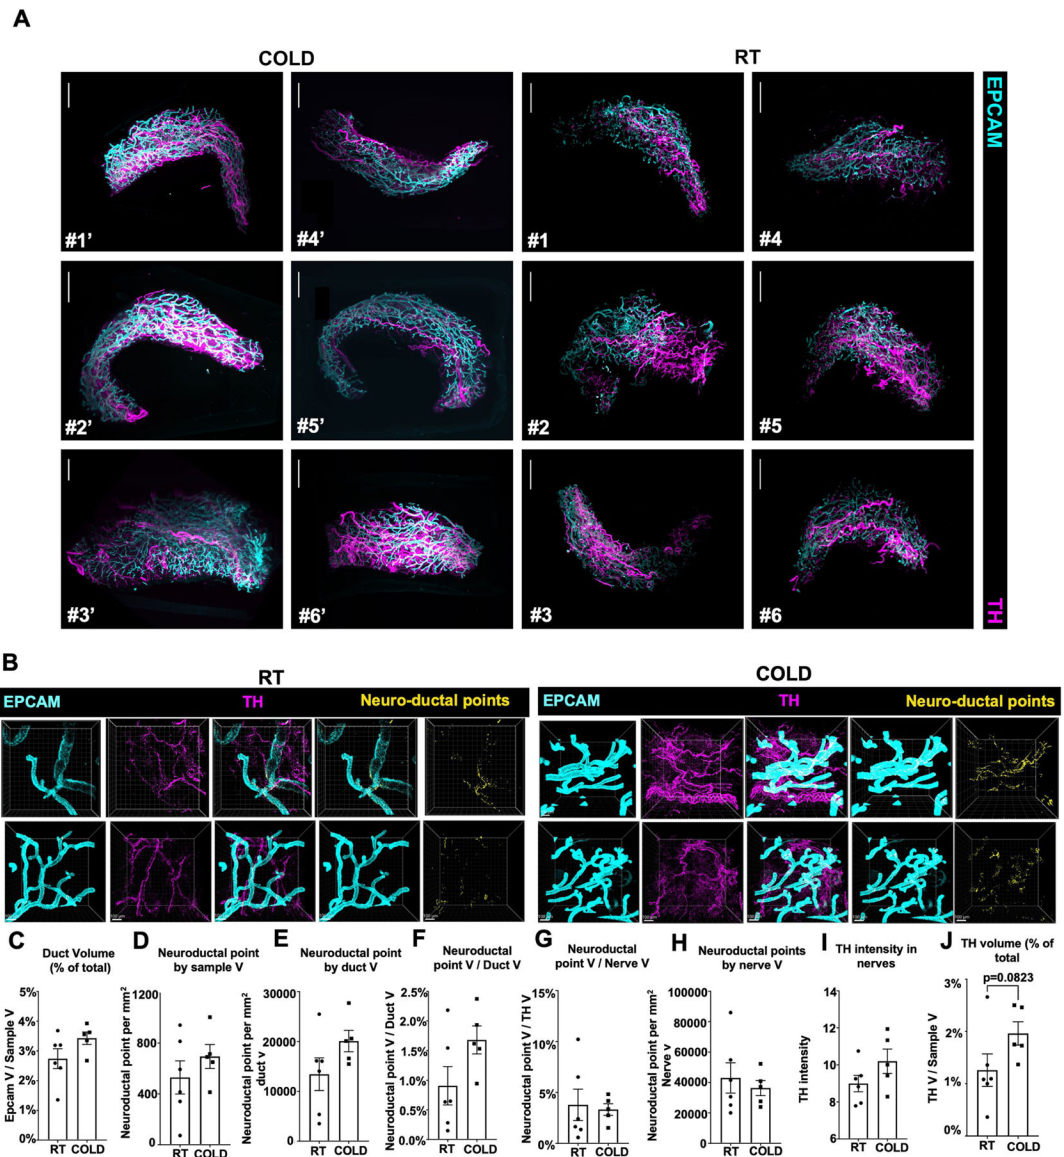 A
COLD
RT
#1’
#4’
#1
#4
#2’
#5’
#2
#5
#3’
#6’
#3
#6
EPCAM
TH
B
RT
COLD
EPCAM
TH
Neuro-ductal points
EPCAM
TH
Neuro-ductal points
C
Duct Volume
(% of total)
Epcam V / Sample V
5%
4%
3%
2%
1%
0%
RT COLD
D
Neuroductal point
by sample V
Neuroductal point per mm²
1200
800
400
0
RT COLD
E
Neuroductal point
by duct V
Neuroductal point per mm²
duct v
30000
20000
10000
0
RT COLD
F
Neuroductal
point V / Duct V
Neuroductal point V / Duct V
2.5%
2.0%
1.5%
1.0%
0.5%
0.0%
RT COLD
G
Neuroductal
point V / Nerve V
Neuroductal point V / TH V
15%
10%
5%
0%
RT COLD
H
Neuroductal points
by nerve V
Neuroductal point per mm²
Nerve v
100000
80000
60000
40000
20000
0
RT COLD
I
TH intensity in
nerves
TH intensity
14
12
10
8
6
RT COLD
J
TH volume (% of
total
p=0.0823
TH V / Sample V
3%
2%
1%
0%
RT COLD